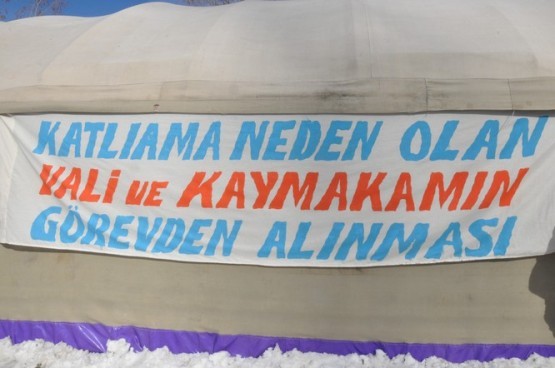 KATLIAMA NEDEN OLAN
VALİ ve KAYMAKAMIN
GÖREVDEN ALINMASI